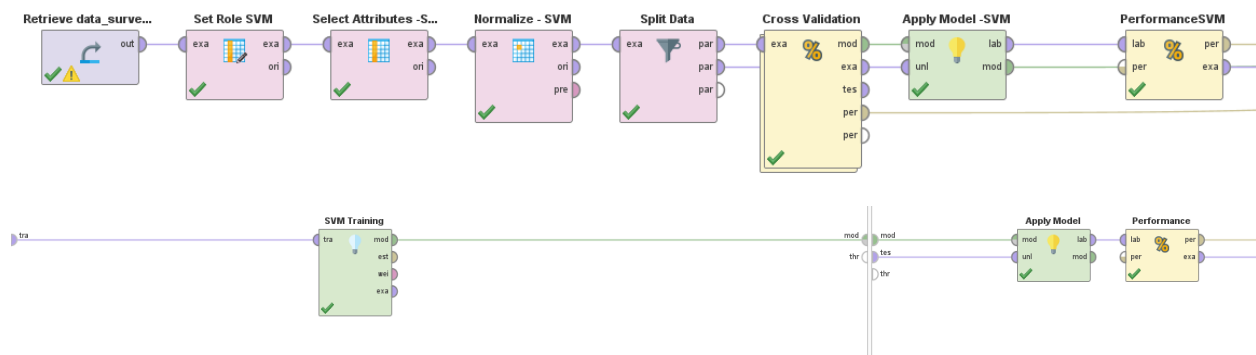 Retrieve data_surve... Set Role SVM Select Attributes -S... Normalize - SVM Split Data Cross Validation Apply Model -SVM PerformanceSVM
out exa exa exa exa exa exa exa par exa mod mod lab lab per
ori ori ori par exa unl mod per exa
pre par tes
per
per
SVM Training Apply Model Performance
tra tra mod mod mod mod lab lab per
est thr tes unl mod per exa
wei thr
exa